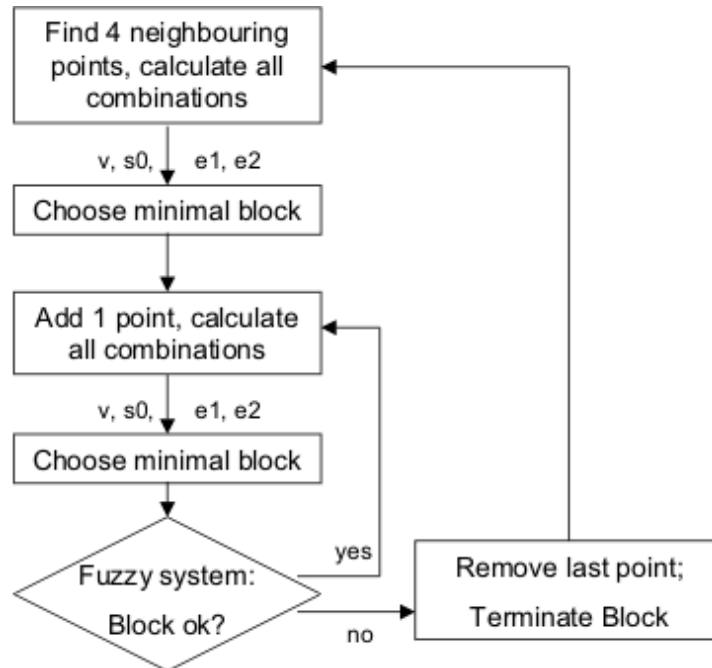 Find 4 neighbouring
points, calculate all
combinations
v, s0, e1, e2
Choose minimal block
Add 1 point, calculate
all combinations
v, s0, e1, e2
Choose minimal block
Fuzzy system:
Block ok?
yes
no
Remove last point;
Terminate Block